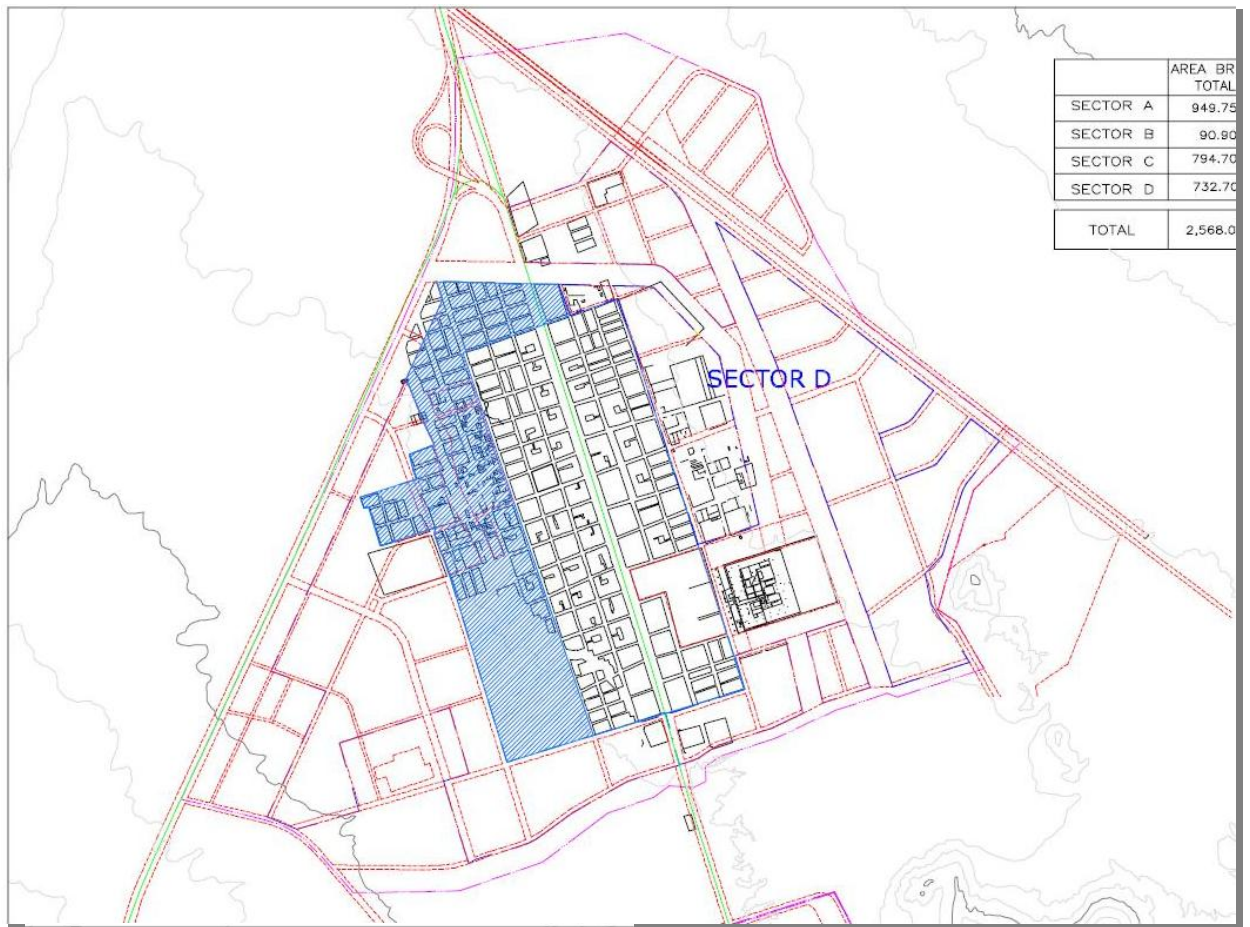 AREA BR
TOTAL
SECTOR A 949.75
SECTOR B 90.90
SECTOR C 794.70
SECTOR D 732.70
TOTAL 2,568.0
SECTOR D